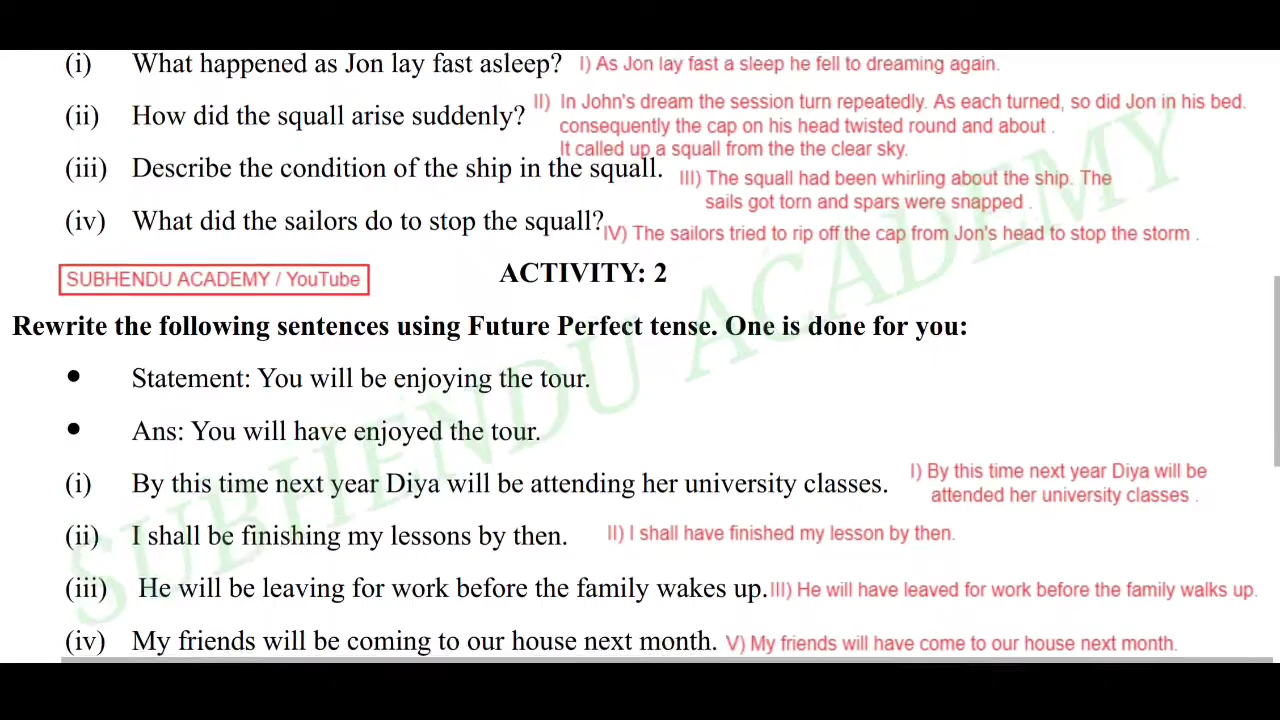 (i) What happened as Jon lay fast asleep? I) As Jon lay fast a sleep he fell to dreaming again.
(ii) How did the squall arise suddenly? II) In John's dream the session turn repeatedly. As each turned, so did Jon in his bed.
consequently the cap on his head twisted round and about .
It called up a squall from the the clear sky.
(iii) Describe the condition of the ship in the squall. III) The squall had been whirling about the ship. The
sails got torn and spars were snapped .
(iv) What did the sailors do to stop the squall? IV) The sailors tried to rip off the cap from Jon's head to stop the storm .
SUBHENDU ACADEMY / YouTube
ACTIVITY: 2
Rewrite the following sentences using Future Perfect tense. One is done for you:
• Statement: You will be enjoying the tour.
• Ans: You will have enjoyed the tour.
(i) By this time next year Diya will be attending her university classes. I) By this time next year Diya will be
attended her university classes .
(ii) I shall be finishing my lessons by then. II) I shall have finished my lesson by then.
(iii) He will be leaving for work before the family wakes up. III) He will have leaved for work before the family walks up.
(iv) My friends will be coming to our house next month. V) My friends will have come to our house next month.
SUBHENDU ACADEMY